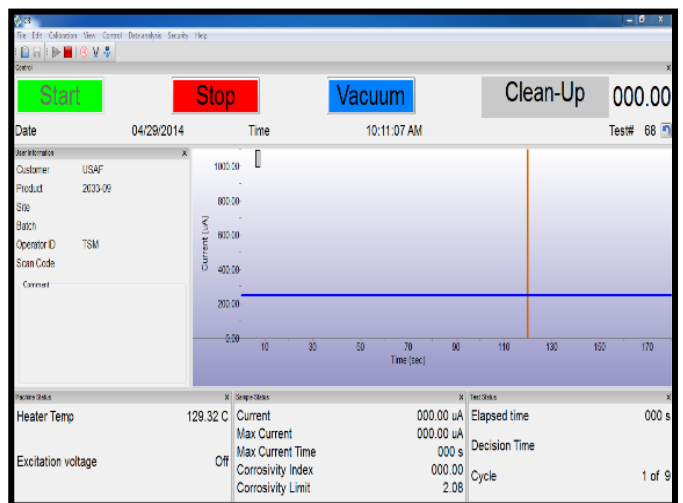 c3
File Edit Calibration View Control Data analysis Security Help
Control X
Start Stop Vacuum Clean-Up 000.00
Date 04/29/2014 Time 10:11:07 AM Test# 68
User Information X
Customer USAF
Product 2033-09
Site
Batch
Operator ID TSM
Scan Code
Comment
1000.00
800.00
600.00
400.00
200.00
0.00
Current (uA)
10 30 50 70 90 110 130 150 170
Time (sec)
Machine Status X
Heater Temp 129.32 C
Excitation voltage Off
Sample Status X
Current 000.00 uA
Max Current 000.00 uA
Max Current Time 000 s
Corrosivity Index 000.00
Corrosivity Limit 2.08
Test Status X
Elapsed time 000 s
Decision Time
Cycle 1 of 9